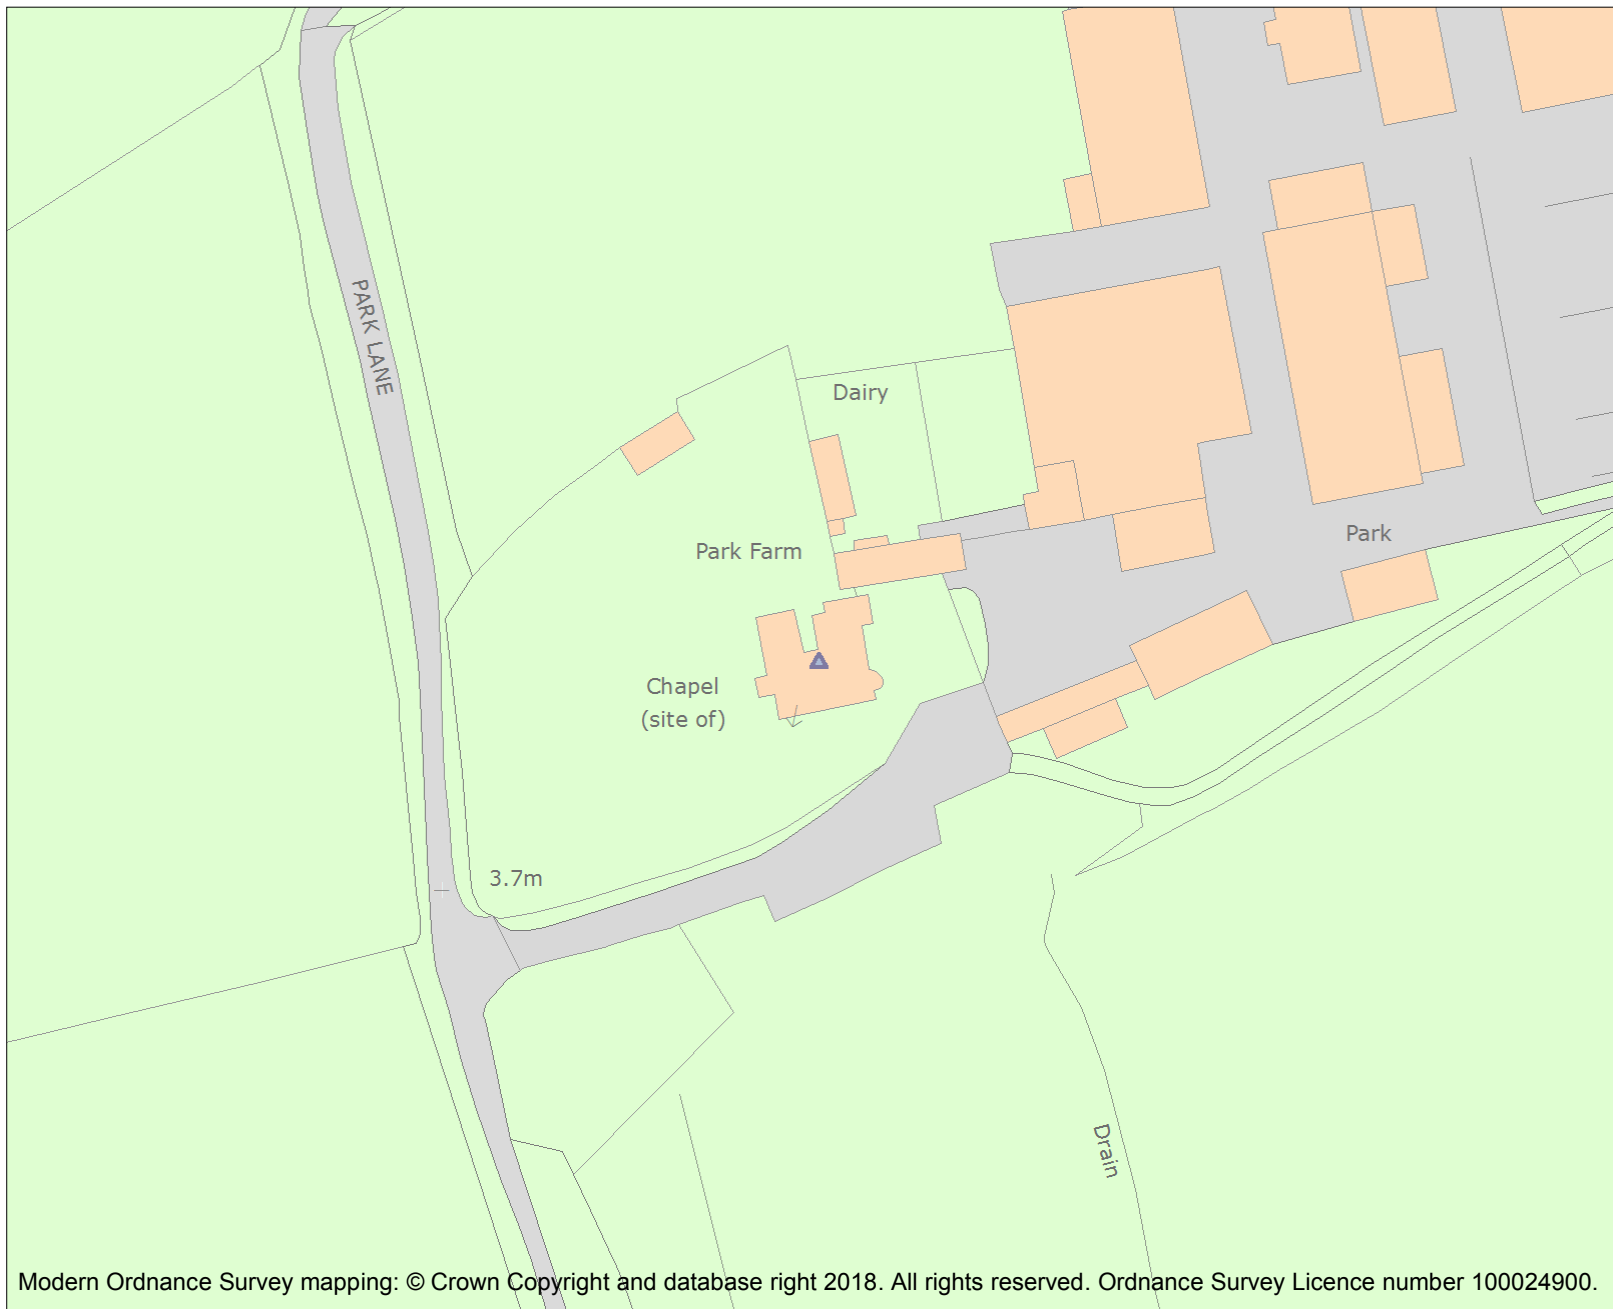 PARK LANE
Dairy
Park
Park Farm
Chapel
(site of)
3.7m
Drain
Modern Ordnance Survey mapping: © Crown Copyright and database right 2018. All rights reserved. Ordnance Survey Licence number 100024900.